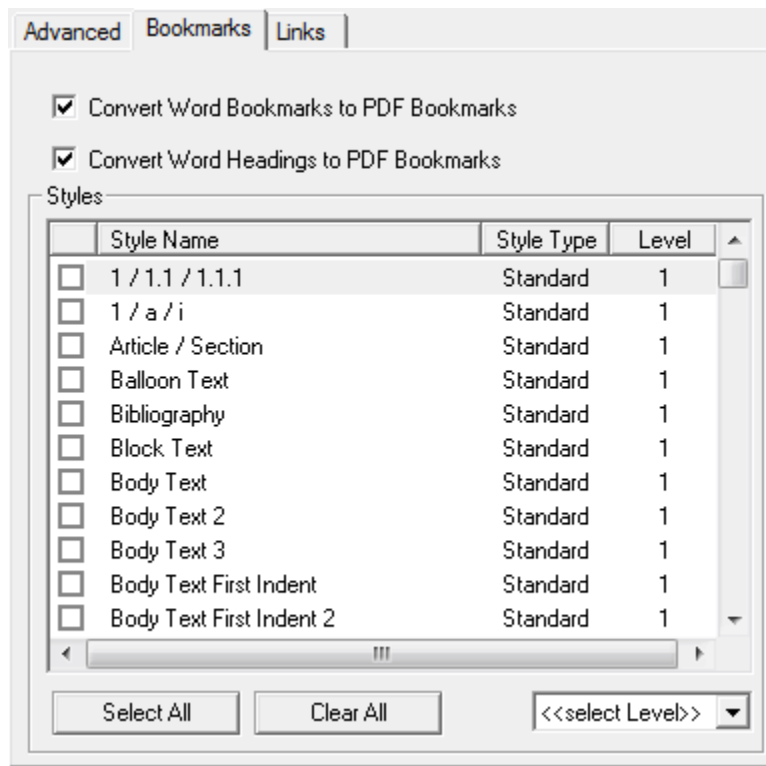 Advanced Bookmarks Links
Convert Word Bookmarks to PDF Bookmarks
Convert Word Headings to PDF Bookmarks
Styles
Style Name Style Type Level
1 / 1.1 / 1.1.1 Standard 1
1 / a / i Standard 1
Article / Section Standard 1
Balloon Text Standard 1
Bibliography Standard 1
Block Text Standard 1
Body Text Standard 1
Body Text 2 Standard 1
Body Text 3 Standard 1
Body Text First Indent Standard 1
Body Text First Indent 2 Standard 1
Select All Clear All <<select Level>>